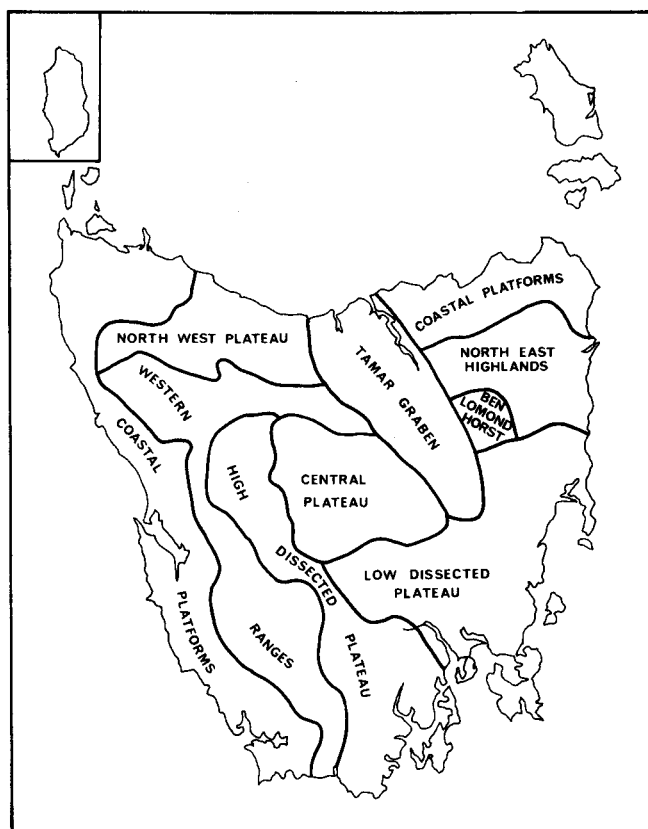 COASTAL PLATFORMS
NORTH WEST PLATEAU
TAMAR GRABEN
NORTH EAST
HIGHLANDS
WESTERN
BEN
LOMOND
HORST
COASTAL
HIGH
CENTRAL
PLATEAU
DISSECTED
LOW DISSECTED
PLATEAU
PLATFORMS
RANGES
PLATEAU